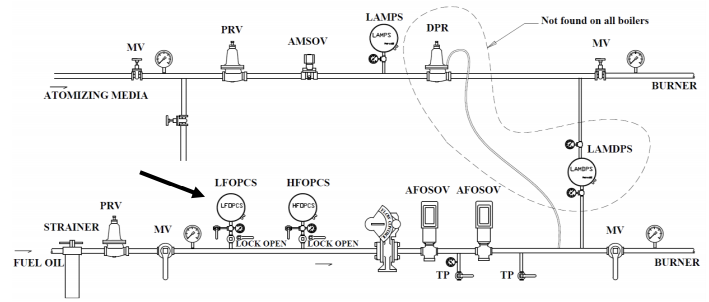 LAMPS
Not found on all boilers
PRV
AMSOV
LAMPS
DPR
MV
MV
ATOMIZING MEDIA
BURNER
LAMDPS
LAMDPS
LFOPCS
HFOPCS
AFOSOV AFOSOV
PRV
LFOPCS
HFOPCS
STRAINER
MV
MV
LOCK OPEN
LOCK OPEN
FUEL OIL
TP
TP
BURNER